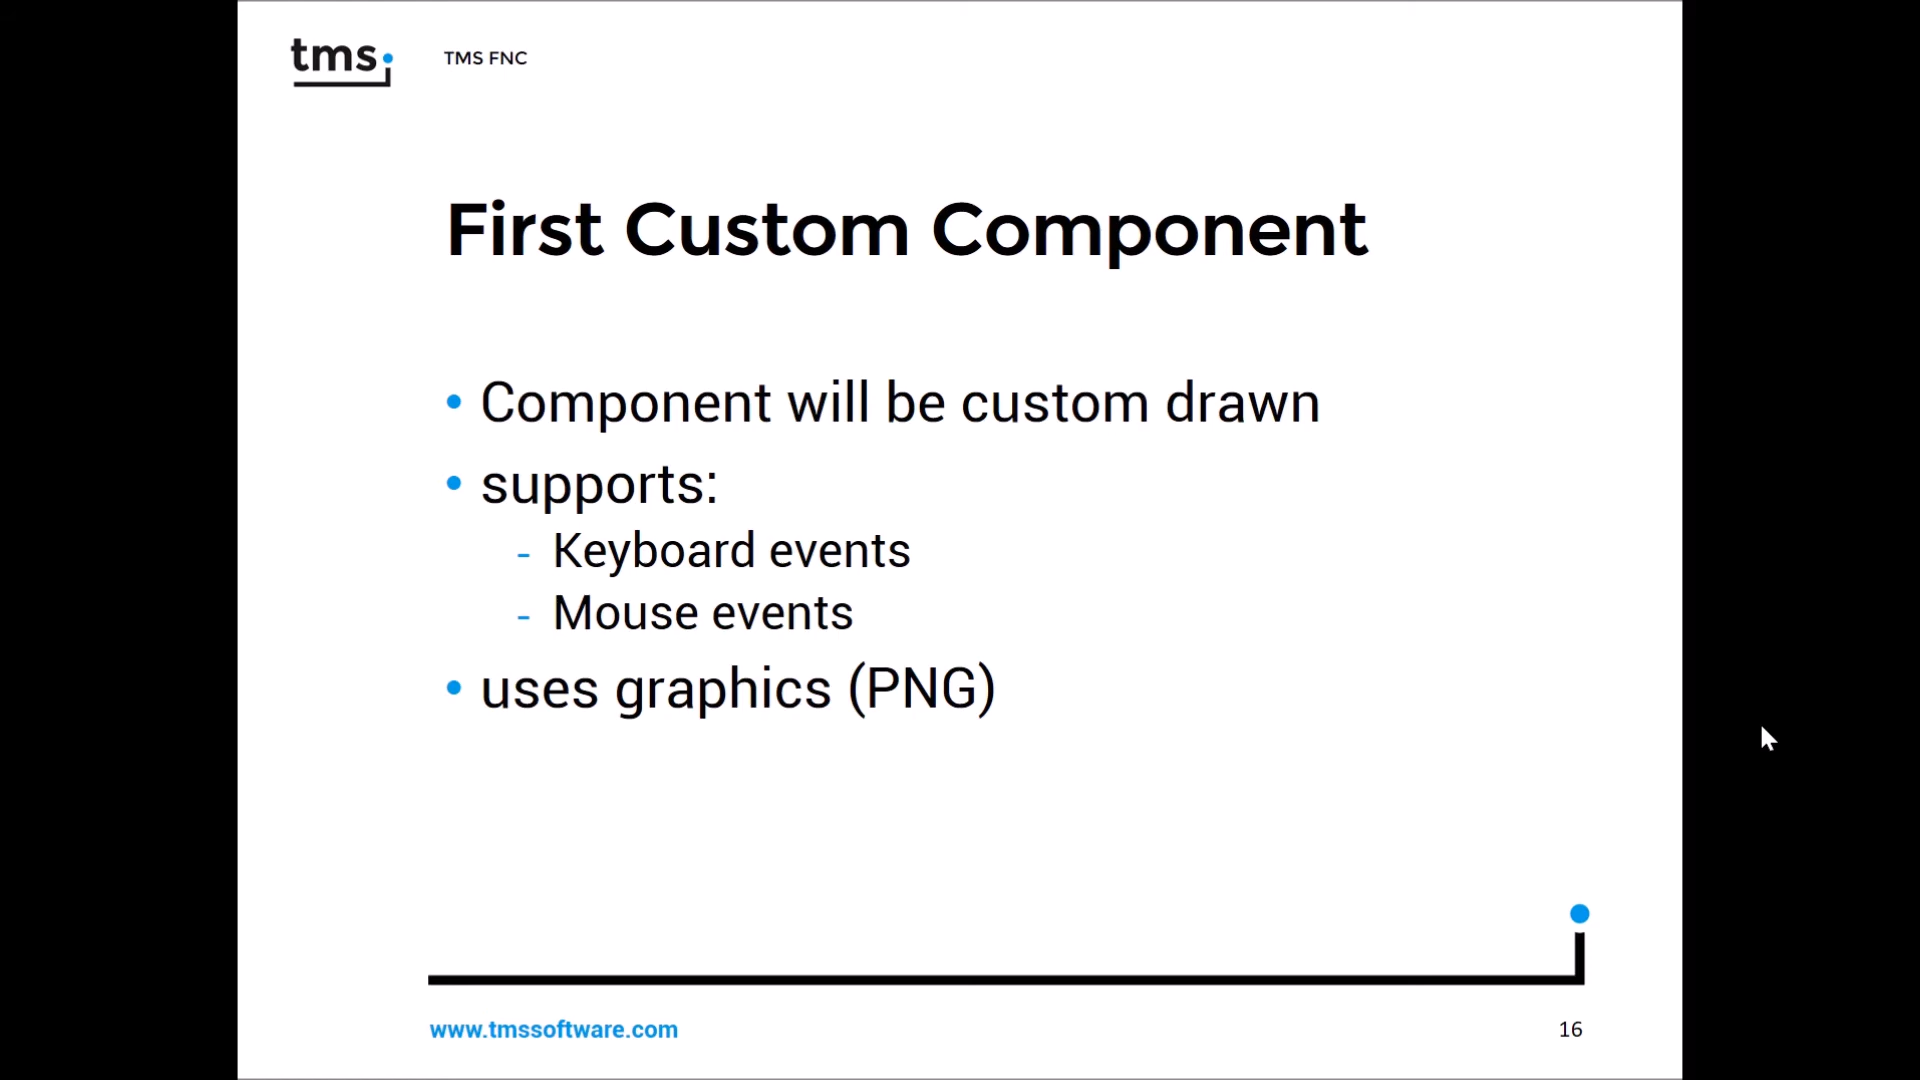 tms
TMS FNC
First Custom Component
• Component will be custom drawn
• supports:
- Keyboard events
- Mouse events
• uses graphics (PNG)
www.tmssoftware.com
16